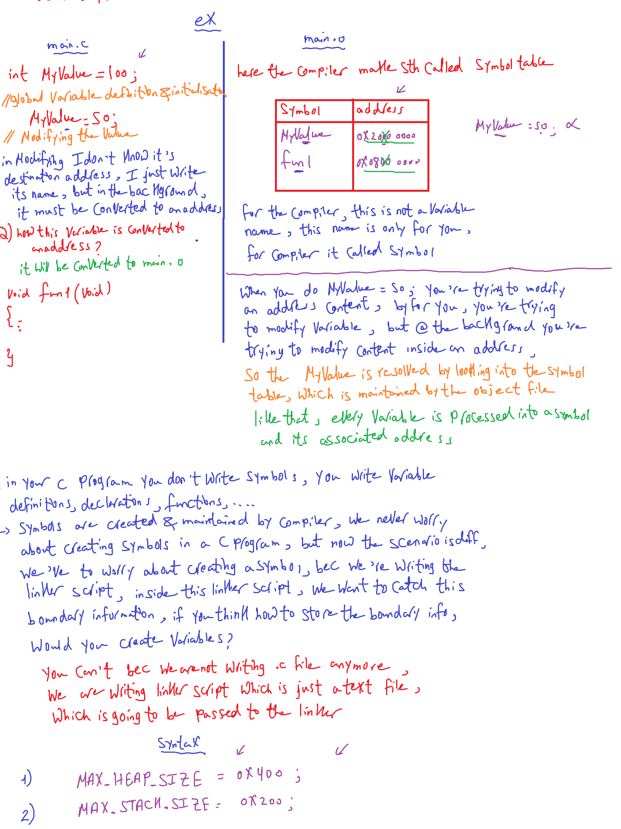 ex
main.c
int MyValue = 100 ;
//global Variable definition & initialisation
MyValue = 50 ;
// Modifying the Value
in Modifying I don't know it's
destination address, I just write
its name, but in the background,
it must be converted to an address,
2) how this Variable is converted to
an address ?
it will be converted to main.o
void fun1 (void)
{
}
main.o
here the Compiler make sth called Symbol table
Symbol address
MyValue 0x2000 0000
fun1 0x0800 0000
MyValue = 50 ;
for the Compiler, this is not a Variable
name, this name is only for you,
for Compiler it called Symbol
When you do MyValue = 50 ; you're trying to modify
an address content, by for you, you're trying
to modify Variable, but @ the background you're
trying to modify content inside an address,
So the MyValue is resolved by looking into the symbol
table, which is maintained by the object file
like that, every Variable is processed into a symbol
and its associated address,
in your C Program you don't write symbols, you write Variable
definitions, declarations, functions, ....
→ Symbols are created & maintained by compiler, we never worry
about creating symbols in a C program, but now the scenario is diff,
we've to worry about creating a symbol, bec we're writing the
linker script, inside this linker script, we want to catch this
boundary information, if you think how to store the boundary info,
Would you create Variables?
You can't bec we are not writing .c file anymore,
We are writing linker script which is just a text file,
which is going to be passed to the linker
Syntax
1) MAX_HEAP_SIZE = 0X400 ;
2) MAX_STACK_SIZE = 0X200 ;